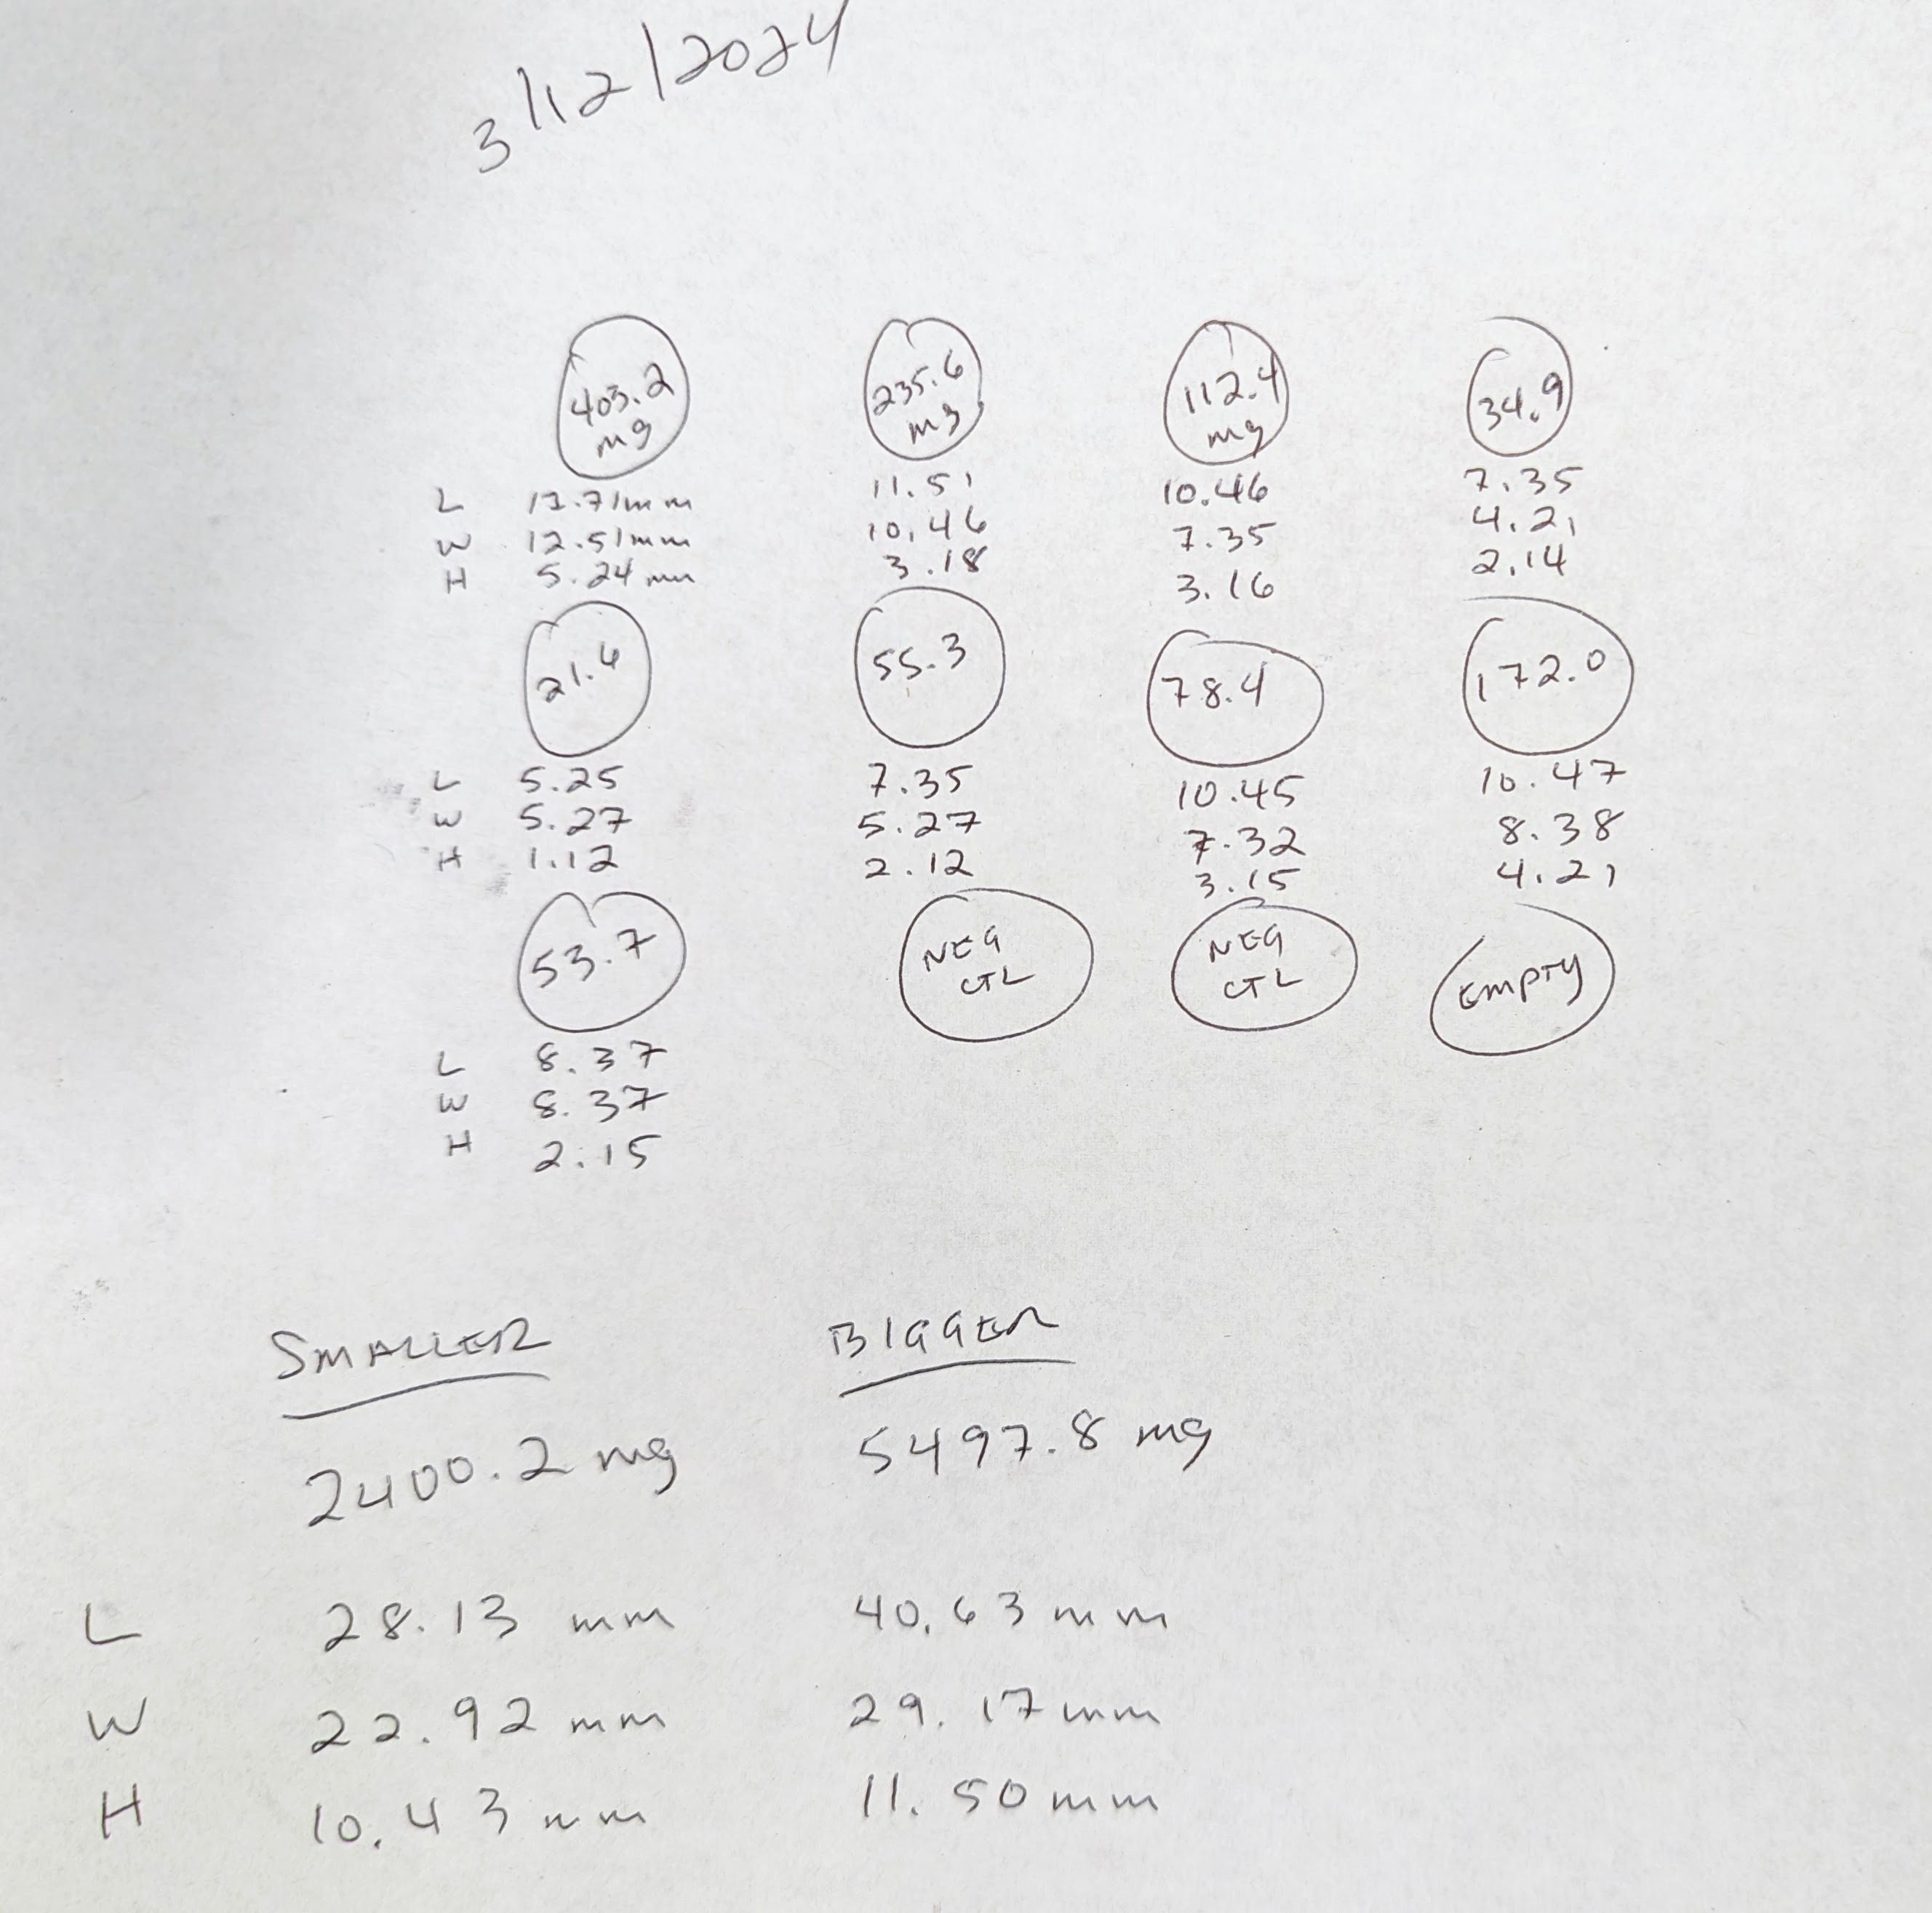 3/12/2024
403.2 235.6 112.4 34.9
mg mg mg
L 17.71mm 11.51 10.46 7.35
W 12.51mm 10.46 7.35 4.21
H 5.24mm 3.18 3.16 2.14
21.6 55.3 78.4 172.0
L 5.25 7.35 10.45 10.47
W 5.27 5.27 7.32 8.38
H 1.12 2.12 3.15 4.21
53.7 NEG NEG EMPTY
CTL CTL
L 8.37
W 8.37
H 2.15
SMALLER BIGGER
2400.2 mg 5497.8 mg
L 28.13 mm 40.63 mm
W 22.92 mm 29.17 mm
H 10.43 mm 11.50 mm